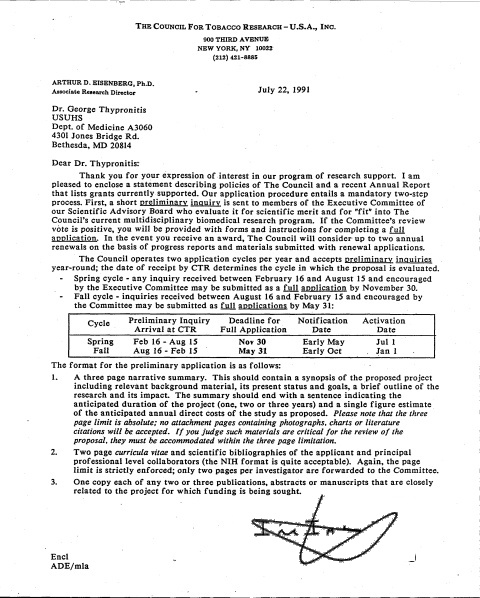 THE COUNCIL FOR TOBACCO RESEARCH – U.S.A., INC.
900 THIRD AVENUE
NEW YORK, NY 10022
(212) 421-8885
ARTHUR D. EISENBERG, Ph.D.
Associate Research Director
July 22, 1991
Dr. George Thypronitis
USUHS
Dept. of Medicine A3060
4301 Jones Bridge Rd.
Bethesda, MD 20814
Dear Dr. Thypronitis:
Thank you for your expression of interest in our program of research support. I am
pleased to enclose a statement describing policies of The Council and a recent Annual Report
that lists grants currently supported. Our application procedure entails a mandatory two-step
process. First, a short preliminary inquiry is sent to members of the Executive Committee of
our Scientific Advisory Board who evaluate it for scientific merit and for "fit" into The
Council's current multidisciplinary biomedical research program. If the Committee's review
vote is positive, you will be provided with forms and instructions for completing a full
application. In the event you receive an award, The Council will consider up to two annual
renewals on the basis of progress reports and materials submitted with renewal applications.
The Council operates two application cycles per year and accepts preliminary inquiries
year-round; the date of receipt by CTR determines the cycle in which the proposal is evaluated.
- Spring cycle - any inquiry received between February 16 and August 15 and encouraged
by the Executive Committee may be submitted as a full application by November 30.
- Fall cycle - inquiries received between August 16 and February 15 and encouraged by
the Committee may be submitted as full applications by May 31:
Cycle Preliminary Inquiry Arrival at CTR Deadline for Full Application Notification Date Activation Date
Spring Feb 16 - Aug 15 Nov 30 Early May Jul 1
Fall Aug 16 - Feb 15 May 31 Early Oct Jan 1
The format for the preliminary application is as follows:
1. A three page narrative summary. This should contain a synopsis of the proposed project
including relevant background material, its present status and goals, a brief outline of the
research and its impact. The summary should end with a sentence indicating the
anticipated duration of the project (one, two or three years) and a single figure estimate
of the anticipated annual direct costs of the study as proposed. Please note that the three
page limit is absolute; no attachment pages containing photographs, charts or literature
citations will be accepted. If you judge such materials are critical for the review of the
proposal, they must be accommodated within the three page limitation.
2. Two page curricula vitae and scientific bibliographies of the applicant and principal
professional level collaborators (the NIH format is quite acceptable). Again, the page
limit is strictly enforced; only two pages per investigator are forwarded to the Committee.
3. One copy each of any two or three publications, abstracts or manuscripts that are closely
related to the project for which funding is being sought.
Encl
ADE/mla